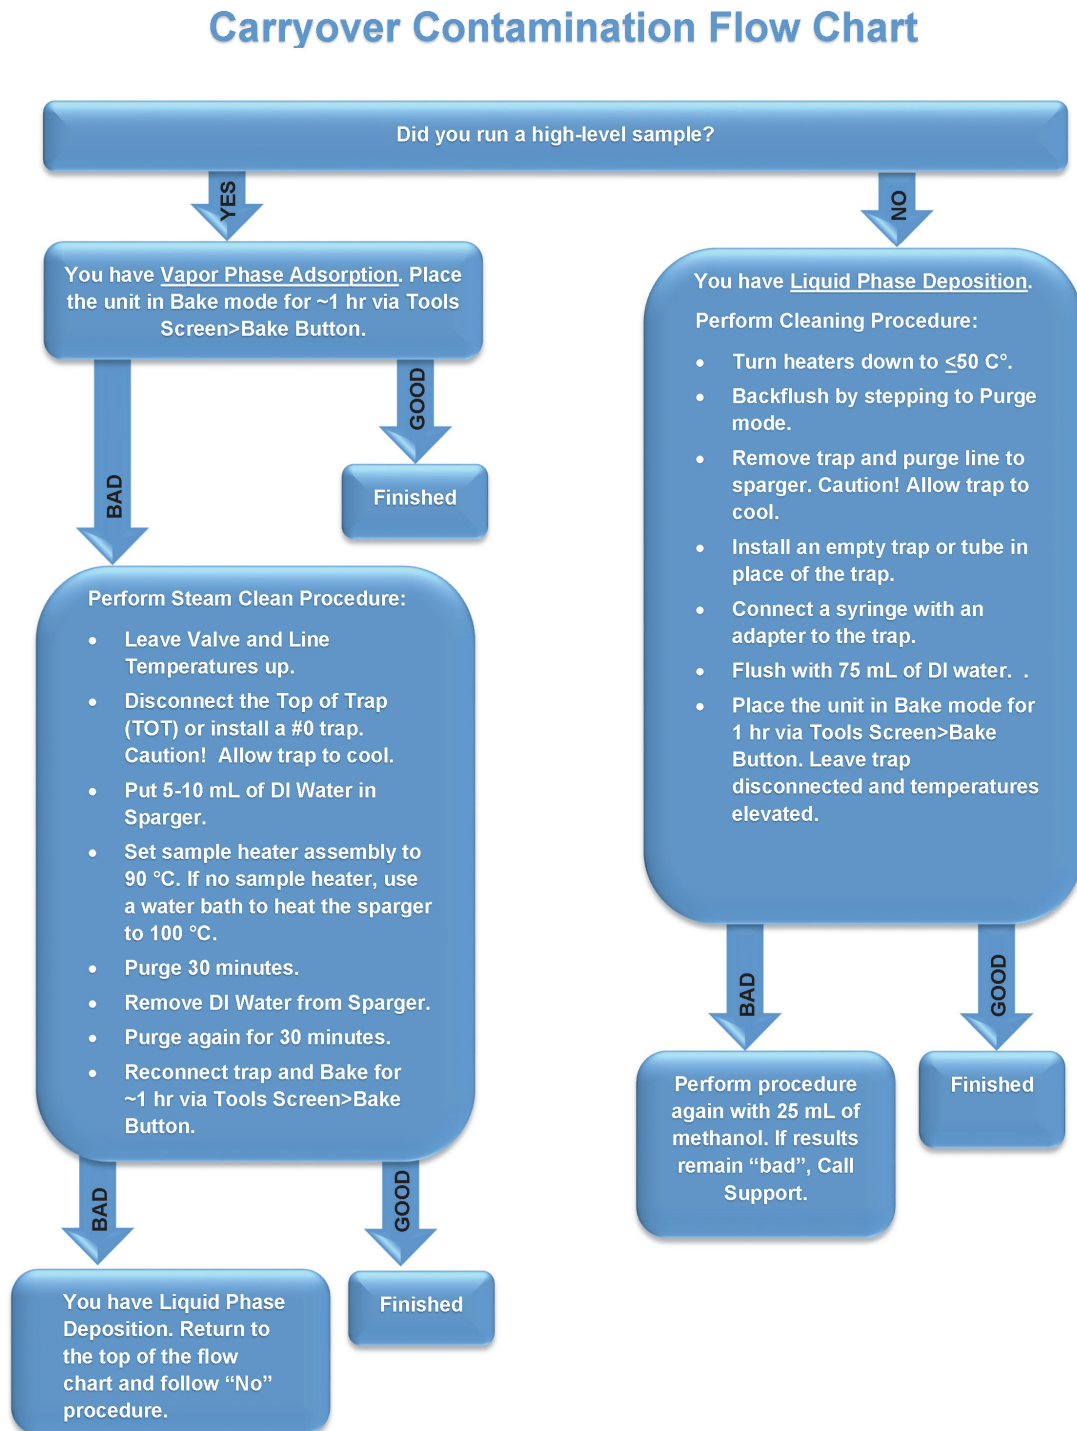 Carryover Contamination Flow Chart
Did you run a high-level sample?
YES
NO
You have Vapor Phase Adsorption. Place
the unit in Bake mode for ~1 hr via Tools
Screen>Bake Button.
BAD
GOOD
Finished
Perform Steam Clean Procedure:
• Leave Valve and Line
Temperatures up.
• Disconnect the Top of Trap
(TOT) or install a #0 trap.
Caution!  Allow trap to cool.
• Put 5-10 mL of DI Water in
Sparger.
• Set sample heater assembly to
90 °C. If no sample heater, use
a water bath to heat the sparger
to 100 °C.
• Purge 30 minutes.
• Remove DI Water from Sparger.
• Purge again for 30 minutes.
• Reconnect trap and Bake for
~1 hr via Tools Screen>Bake
Button.
BAD
GOOD
You have Liquid Phase
Deposition. Return to
the top of the flow
chart and follow “No”
procedure.
Finished
You have Liquid Phase Deposition.
Perform Cleaning Procedure:
• Turn heaters down to ≤50 C°.
• Backflush by stepping to Purge
mode.
• Remove trap and purge line to
sparger. Caution! Allow trap to
cool.
• Install an empty trap or tube in
place of the trap.
• Connect a syringe with an
adapter to the trap.
• Flush with 75 mL of DI water.  .
• Place the unit in Bake mode for
1 hr via Tools Screen>Bake
Button. Leave trap
disconnected and temperatures
elevated.
BAD
GOOD
Perform procedure
again with 25 mL of
methanol. If results
remain “bad”, Call
Support.
Finished